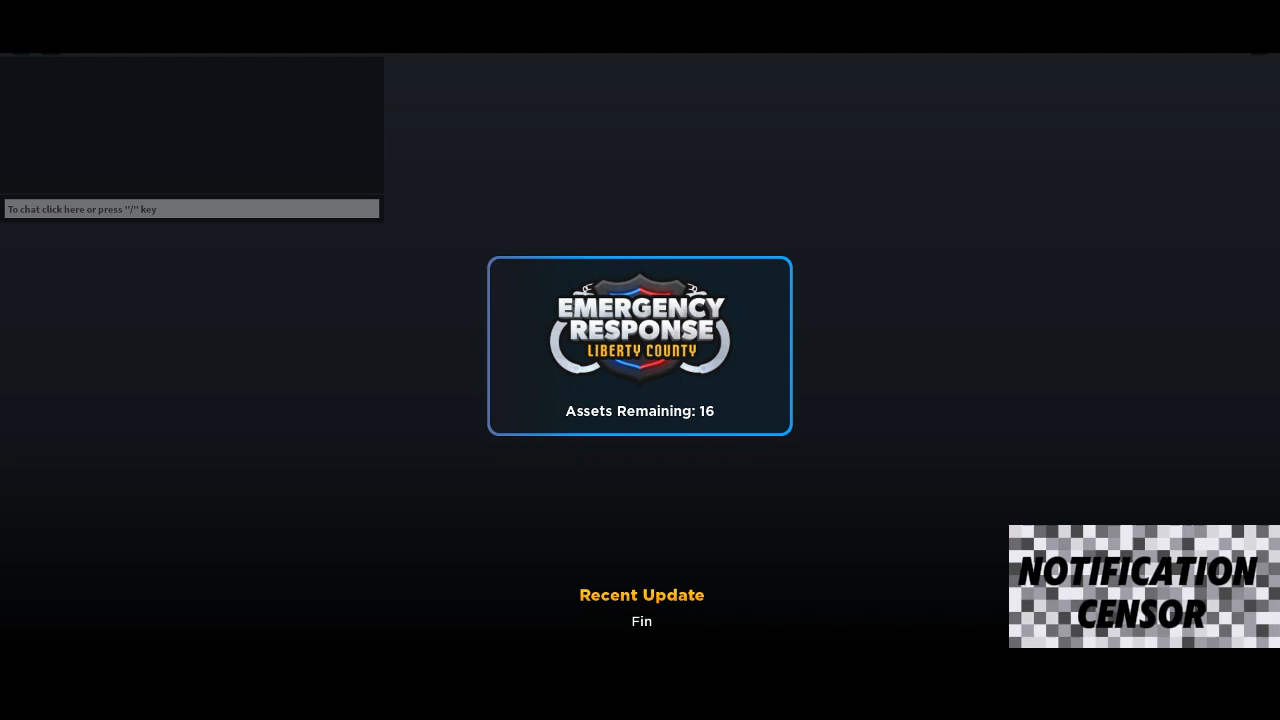 To chat click here or press "/" key
EMERGENCY
RESPONSE
LIBERTY COUNTY
Assets Remaining: 16
Recent Update
Fin
NOTIFICATION
CENSOR